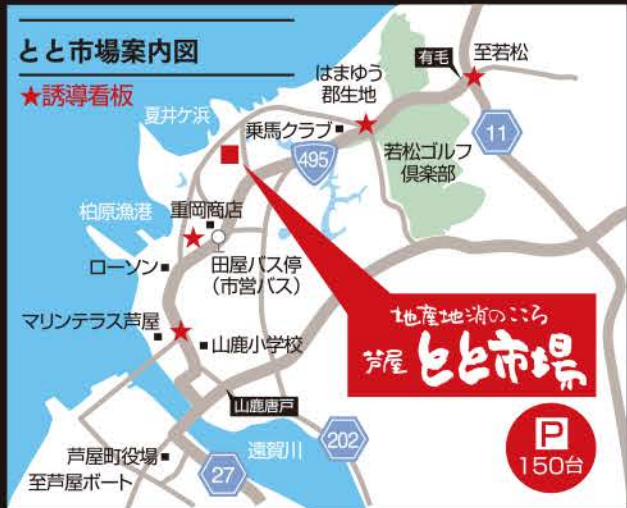 とと市場案内図
★誘導看板
夏井ケ浜
乗馬クラブ
はまゆう
郡生地
有毛
至若松
11
495
若松ゴルフ
倶楽部
柏原漁港
重岡商店
ローソン
田屋バス停
(市営バス)
マリンテラス芦屋
山鹿小学校
地産地消のこころ
芦屋 とと市場
P
150台
山鹿唐戸
芦屋町役場
至芦屋ボート
27
遠賀川
202